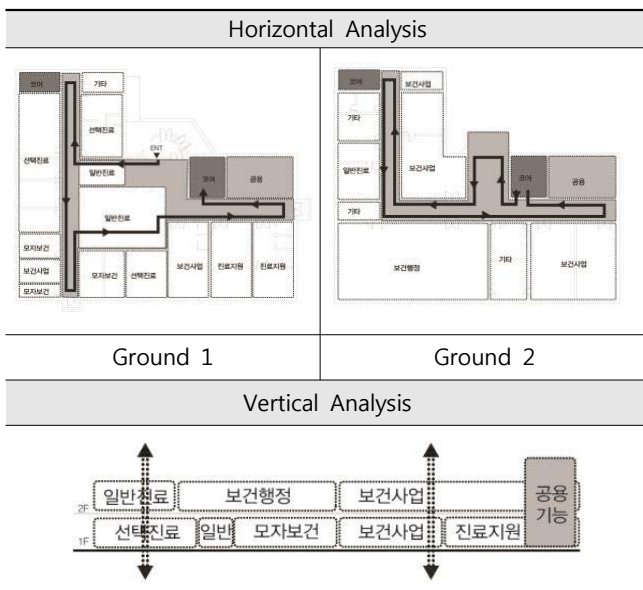 Horizontal Analysis
코어
기타
선택진료
선택진료
ENT
일반진료
코어
공용
일반진료
모자보건
보건사업
모자보건
모자보건
선택진료
보건사업
진료지원
진료지원
코어
보건사업
기타
일반진료
보건사업
기타
코어
공용
보건행정
기타
보건사업
Ground 1
Ground 2
Vertical Analysis
2F
일반진료
보건행정
보건사업
공용
기능
1F
선택진료
일반
모자보건
보건사업
진료지원